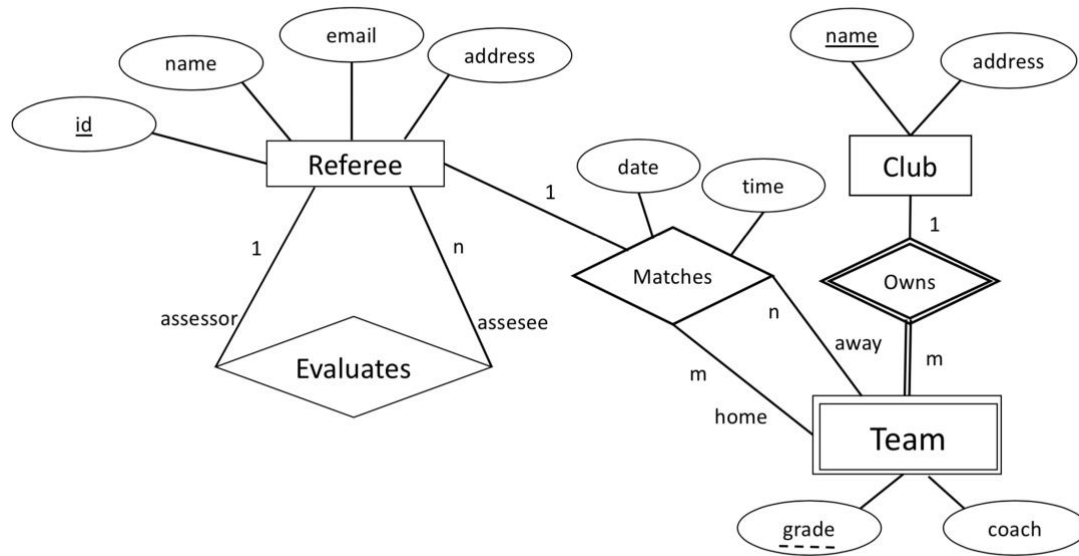 email
name
name
address
address
id
Referee
Club
date
time
1
1
1
n
Matches
Owns
n
assessor
assesee
away
m
Evaluates
m
home
Team
grade
coach